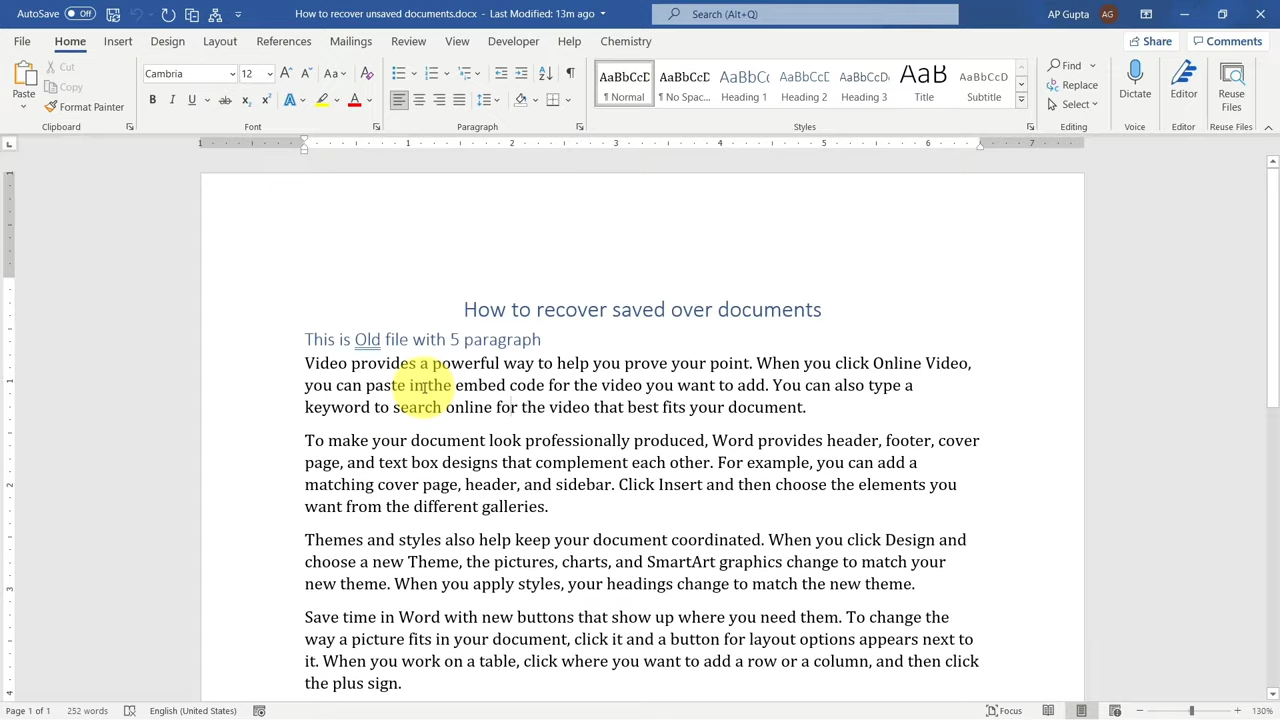 AutoSave Off
How to recover unsaved documents.docx - Last Modified: 13m ago
Search (Alt+Q)
AP Gupta AG
File Home Insert Design Layout References Mailings Review View Developer Help Chemistry
Share Comments
Paste
Cut
Copy
Format Painter
Clipboard
Cambria 12
Font
Paragraph
AaBbCcD AaBbCcD AaBbCc AaBbCcD AaBbCcD AaB AaBbCcD
¶ Normal ¶ No Spac... Heading 1 Heading 2 Heading 3 Title Subtitle
Styles
Find
Replace
Select
Editing
Dictate
Voice
Editor
Editor
Reuse Files
Reuse Files
1 1 2 3 4 5 6 7
How to recover saved over documents
This is Old file with 5 paragraph
Video provides a powerful way to help you prove your point. When you click Online Video,
you can paste in the embed code for the video you want to add. You can also type a
keyword to search online for the video that best fits your document.
To make your document look professionally produced, Word provides header, footer, cover
page, and text box designs that complement each other. For example, you can add a
matching cover page, header, and sidebar. Click Insert and then choose the elements you
want from the different galleries.
Themes and styles also help keep your document coordinated. When you click Design and
choose a new Theme, the pictures, charts, and SmartArt graphics change to match your
new theme. When you apply styles, your headings change to match the new theme.
Save time in Word with new buttons that show up where you need them. To change the
way a picture fits in your document, click it and a button for layout options appears next to
it. When you work on a table, click where you want to add a row or a column, and then click
the plus sign.
Page 1 of 1 252 words English (United States) Focus 130%